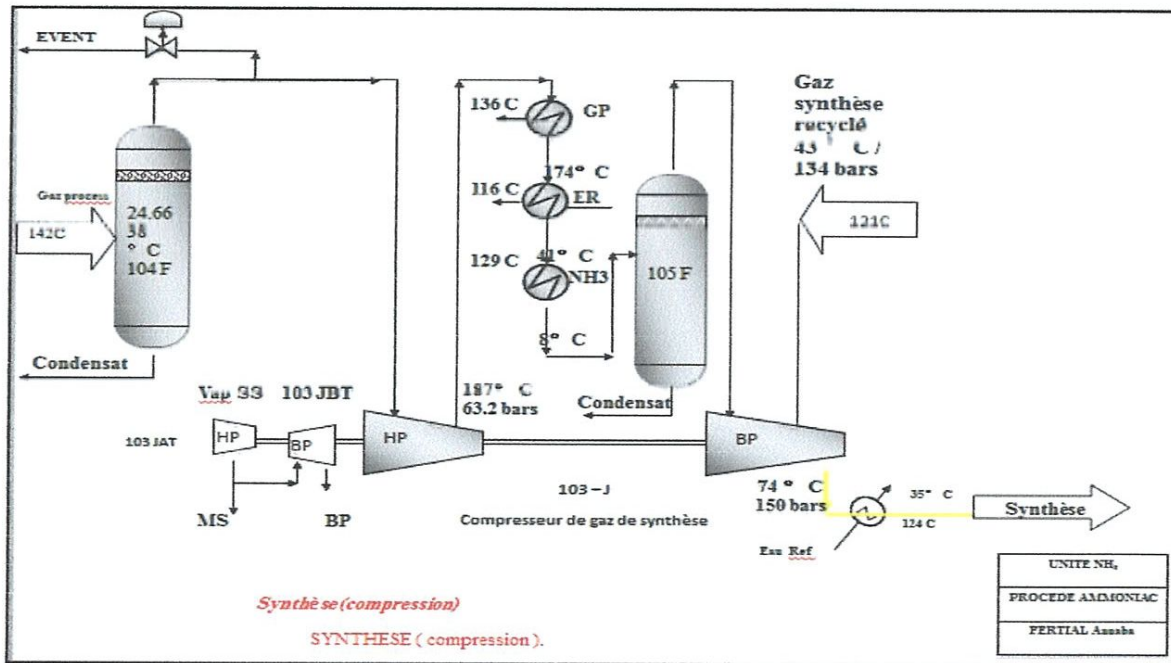 EVENT
Gaz process
142C
24.66
38
° C
104 F
Condensat
136 C
GP
174° C
116 C
ER
41° C
129 C
NH3
8° C
105 F
Condensat
Gaz
synthèse
recyclé
43 ° C /
134 bars
121C
Vap SS 103 JBT
187° C
63.2 bars
103 JAT
HP
BP
HP
BP
MS
BP
103 – J
Compresseur de gaz de synthèse
74 ° C
150 bars
35° C
124 C
Synthèse
Eau Ref
Synthèse(compression)
SYNTHESE ( compression ).
UNITE NH₃
PROCEDE AMMONIAC
FERTIAL Annaba